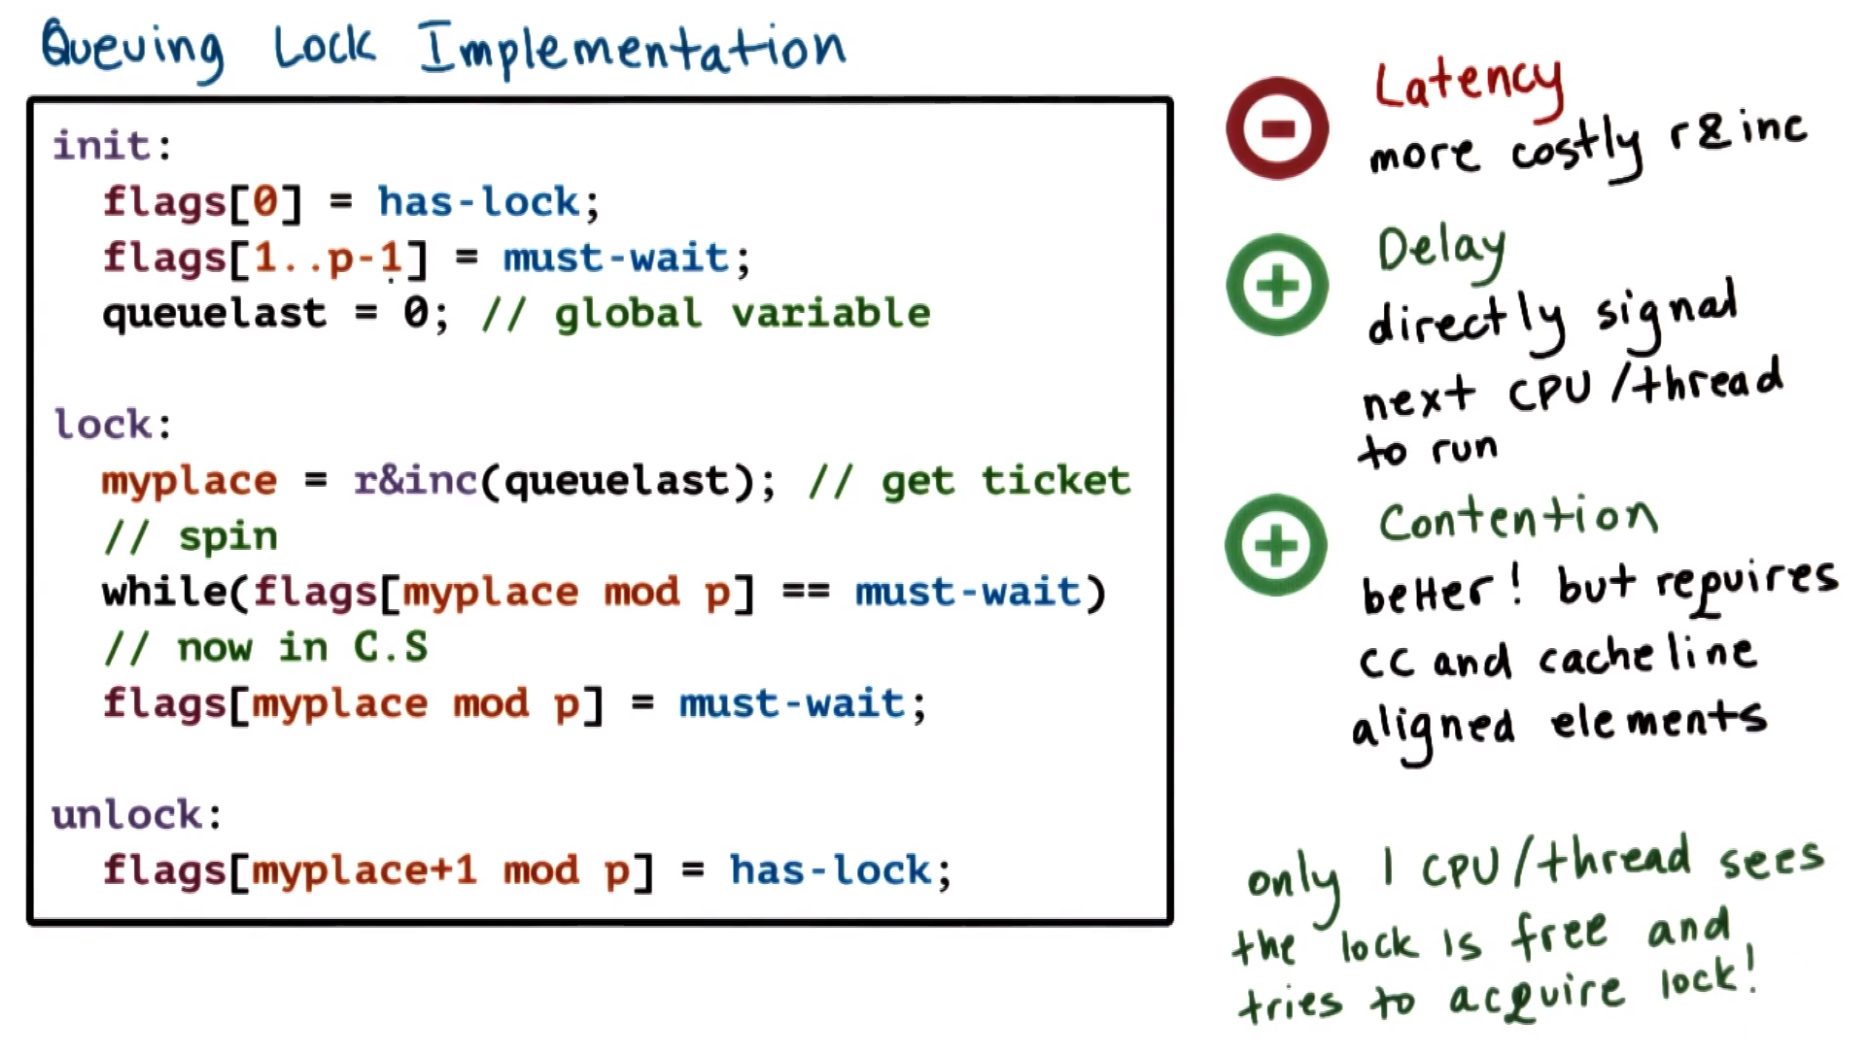 Queuing Lock Implementation
init:
flags[0] = has-lock;
flags[1..p-1] = must-wait;
queuelast = 0; // global variable
lock:
myplace = r&inc(queuelast); // get ticket
// spin
while(flags[myplace mod p] == must-wait)
// now in C.S
flags[myplace mod p] = must-wait;
unlock:
flags[myplace+1 mod p] = has-lock;
Latency
more costly r&inc
Delay
directly signal
next CPU/thread
to run
Contention
better! but requires
CC and cacheline
aligned elements
only 1 CPU/thread sees
the lock is free and
tries to acquire lock!